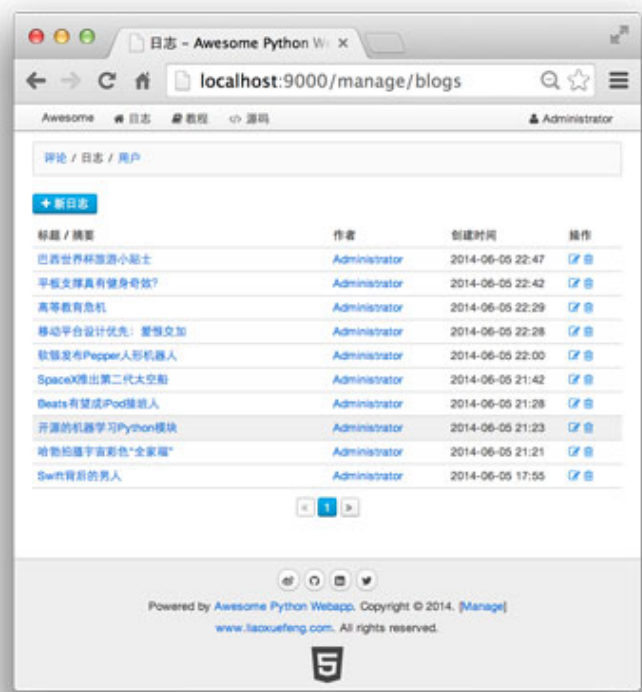 日志 - Awesome Python W
localhost:9000/manage/blogs
Awesome 日志 教程 源码 Administrator
评论 / 日志 / 用户
+ 新日志
标题 / 摘要 作者 创建时间 操作
巴西世界杯旅游小贴士 Administrator 2014-06-05 22:47
平板支撑真有健身奇效? Administrator 2014-06-05 22:42
高等教育危机 Administrator 2014-06-05 22:29
移动平台设计优先：爱恨交加 Administrator 2014-06-05 22:28
软银发布Pepper人形机器人 Administrator 2014-06-05 22:00
SpaceX推出第二代太空船 Administrator 2014-06-05 21:42
Beats有望成iPod接班人 Administrator 2014-06-05 21:28
开源的机器学习Python模块 Administrator 2014-06-05 21:23
哈勃拍摄宇宙彩色“全家福” Administrator 2014-06-05 21:21
Swift背后的男人 Administrator 2014-06-05 17:55
« 1 »
Powered by Awesome Python Webapp. Copyright © 2014. [Manage]
www.liaoxuefeng.com. All rights reserved.
5